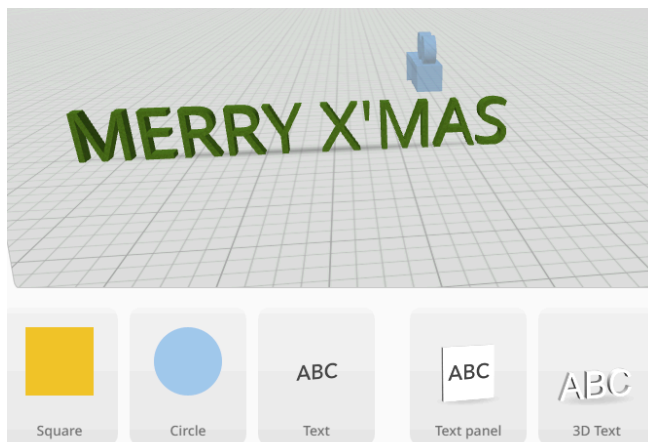 MERRY X'MAS
ABC
ABC
ABC
Square
Circle
Text
Text panel
3D Text